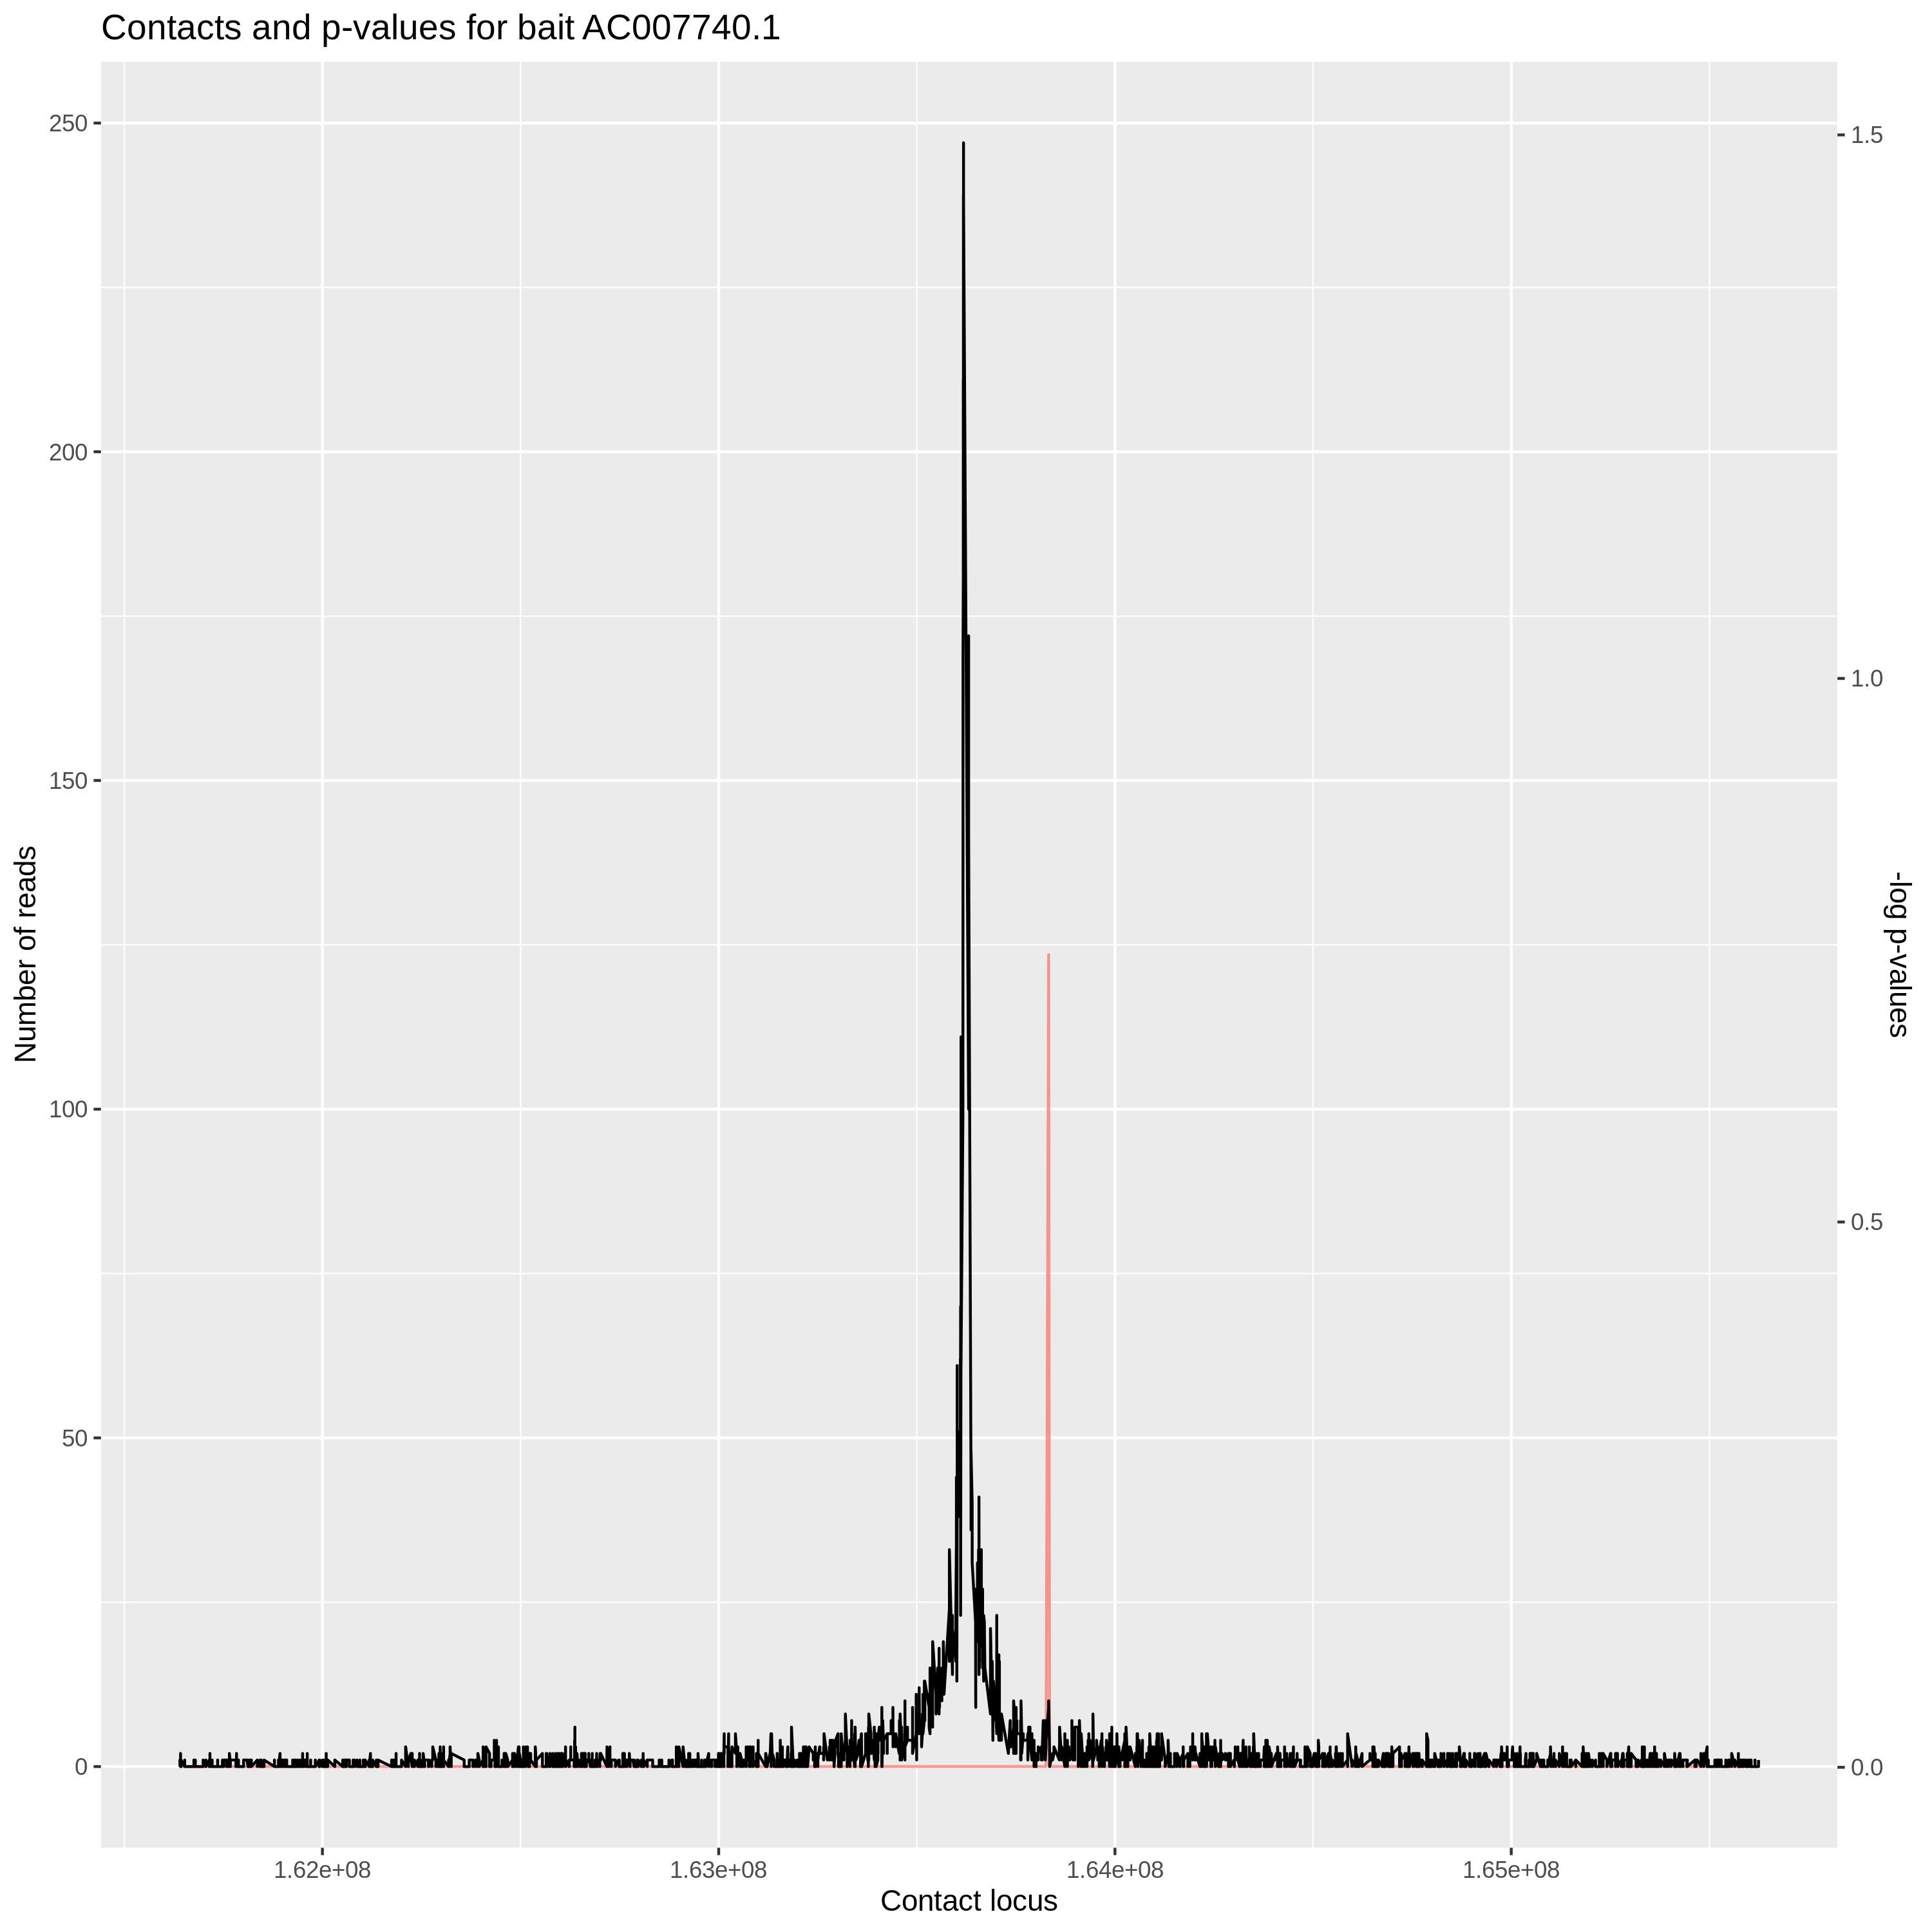 Contacts and p-values for bait AC007740.1
250
200
150
100
50
0
Number of reads
1.5
1.0
0.5
0.0
-log p-values
1.62e+08 1.63e+08 1.64e+08 1.65e+08
Contact locus